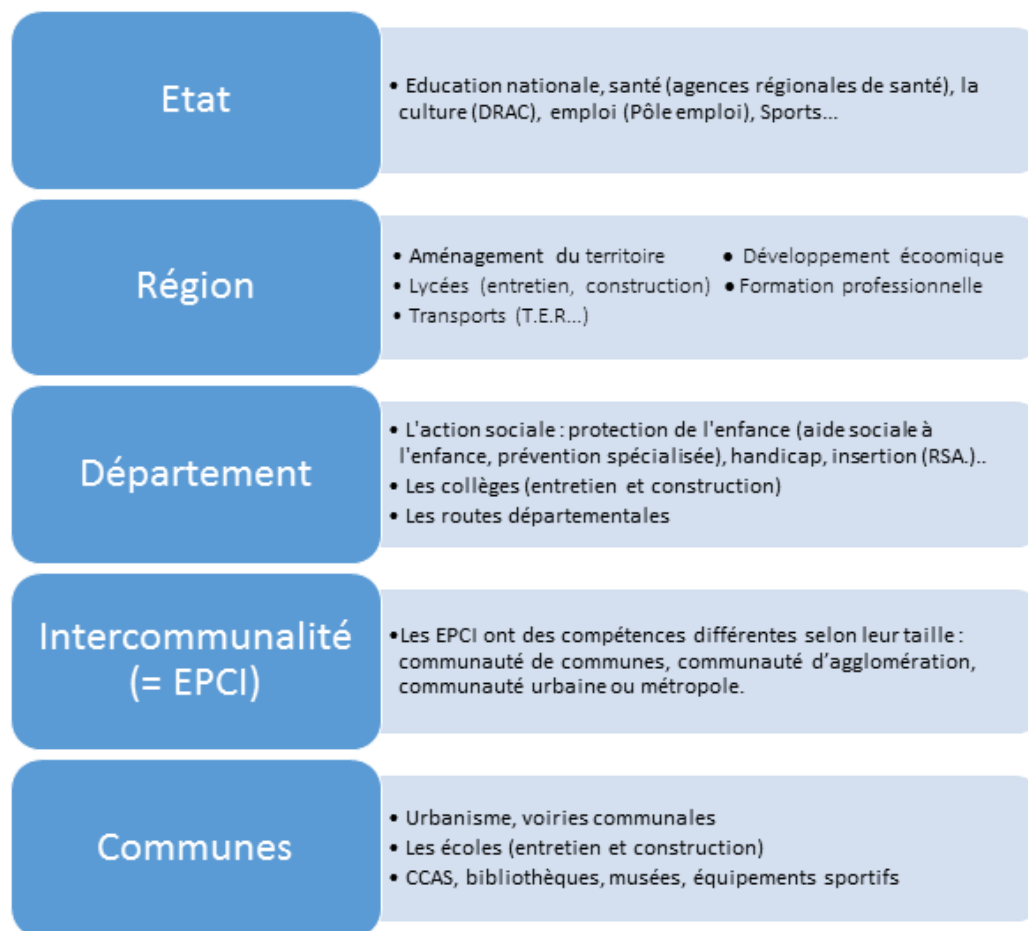 Etat
• Education nationale, santé (agences régionales de santé), la
culture (DRAC), emploi (Pôle emploi), Sports...
Région
• Aménagement du territoire • Développement écoomique
• Lycées (entretien, construction) • Formation professionnelle
• Transports (T.E.R...)
Département
• L'action sociale : protection de l'enfance (aide sociale à
l'enfance, prévention spécialisée), handicap, insertion (RSA.)..
• Les collèges (entretien et construction)
• Les routes départementales
Intercommunalité
(= EPCI)
•Les EPCI ont des compétences différentes selon leur taille :
communauté de communes, communauté d’agglomération,
communauté urbaine ou métropole.
Communes
• Urbanisme, voiries communales
• Les écoles (entretien et construction)
• CCAS, bibliothèques, musées, équipements sportifs